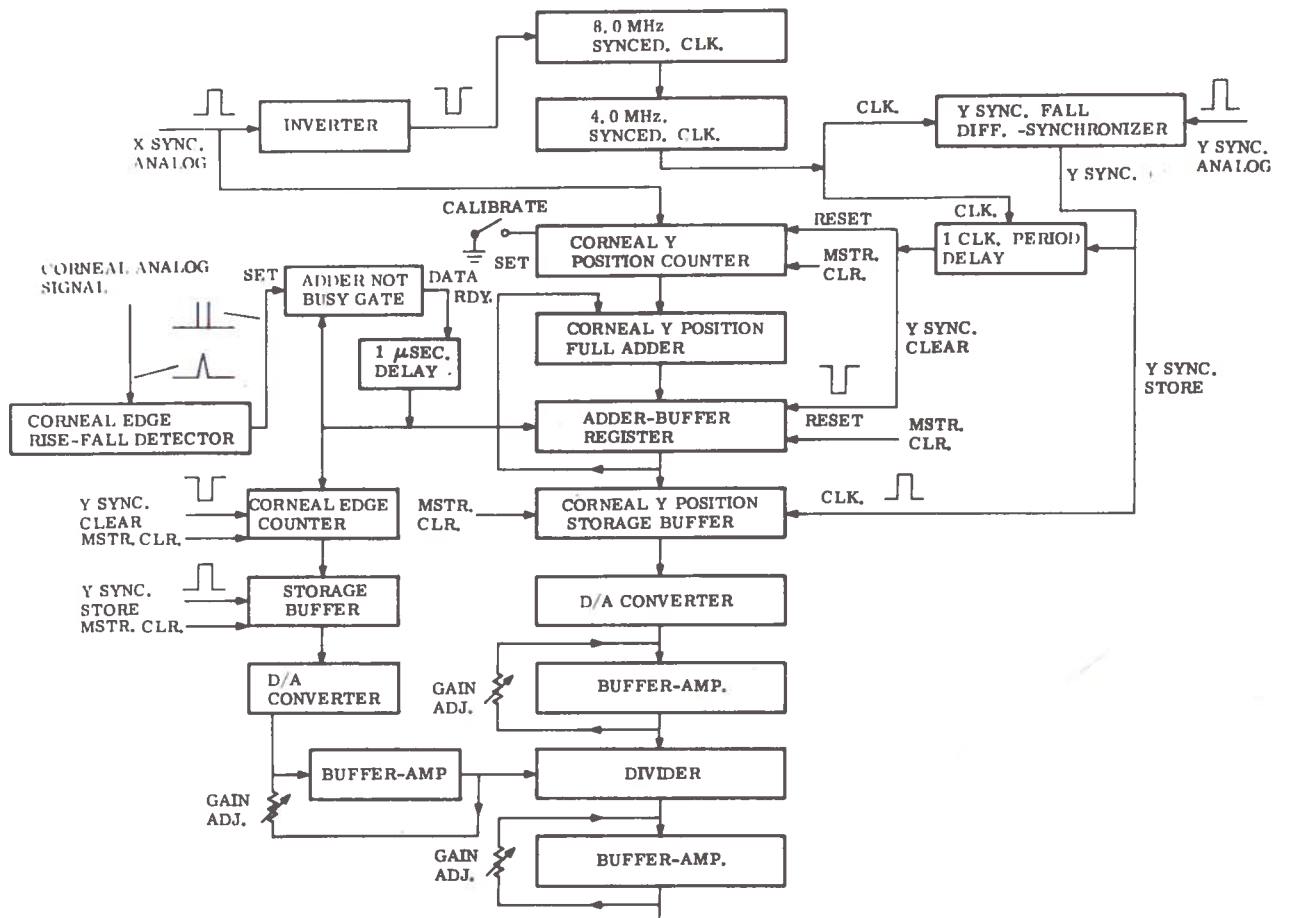 8.0 MHz
SYNCED. CLK.
4.0 MHz.
SYNCED. CLK.
INVERTER
X SYNC.
ANALOG
CLK.
Y SYNC. FALL
DIFF. -SYNCHRONIZER
Y SYNC.
ANALOG
Y SYNC.
CLK.
1 CLK. PERIOD
DELAY
CALIBRATE
SET
CORNEAL Y
POSITION COUNTER
RESET
MSTR.
CLR.
CORNEAL ANALOG
SIGNAL
SET
ADDER NOT
BUSY GATE
DATA
RDY.
1 μSEC.
DELAY
CORNEAL Y POSITION
FULL ADDER
Y SYNC.
CLEAR
Y SYNC.
STORE
CORNEAL EDGE
RISE-FALL DETECTOR
ADDER-BUFFER
REGISTER
RESET
MSTR.
CLR.
Y SYNC.
CLEAR
MSTR. CLR.
CORNEAL EDGE
COUNTER
MSTR.
CLR.
CORNEAL Y POSITION
STORAGE BUFFER
CLK.
Y SYNC.
STORE
MSTR. CLR.
STORAGE
BUFFER
D/A CONVERTER
D/A
CONVERTER
GAIN
ADJ.
BUFFER-AMP.
BUFFER-AMP
DIVIDER
GAIN
ADJ.
GAIN
ADJ.
BUFFER-AMP.